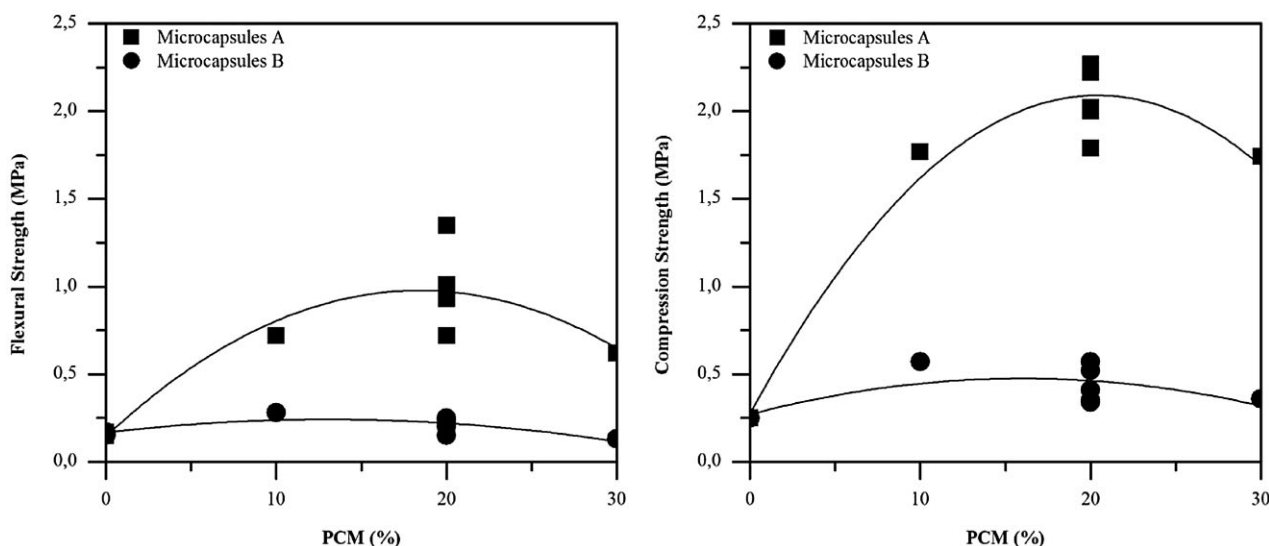 2,5
2,0
1,5
1,0
0,5
0,0
Flexural Strength (MPa)
Microcapsules A
Microcapsules B
0 10 20 30
PCM (%)
2,5
2,0
1,5
1,0
0,5
0,0
Compression Strength (MPa)
Microcapsules A
Microcapsules B
0 10 20 30
PCM (%)